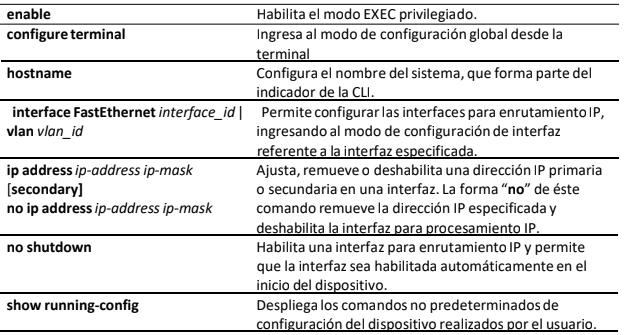 enable Habilita el modo EXEC privilegiado.
configure terminal Ingresa al modo de configuración global desde la
terminal
hostname Configura el nombre del sistema, que forma parte del
indicador de la CLI.
interface FastEthernet interface_id | Permite configurar las interfaces para enrutamiento IP,
vlan vlan_id ingresando al modo de configuración de interfaz
referente a la interfaz especificada.
ip address ip-address ip-mask Ajusta, remueve o deshabilita una dirección IP primaria
[secondary] o secundaria en una interfaz. La forma “no” de éste
no ip address ip-address ip-mask comando remueve la dirección IP especificada y
deshabilita la interfaz para procesamiento IP.
no shutdown Habilita una interfaz para enrutamiento IP y permite
que la interfaz sea habilitada automáticamente en el
inicio del dispositivo.
show running-config Despliega los comandos no predeterminados de
configuración del dispositivo realizados por el usuario.